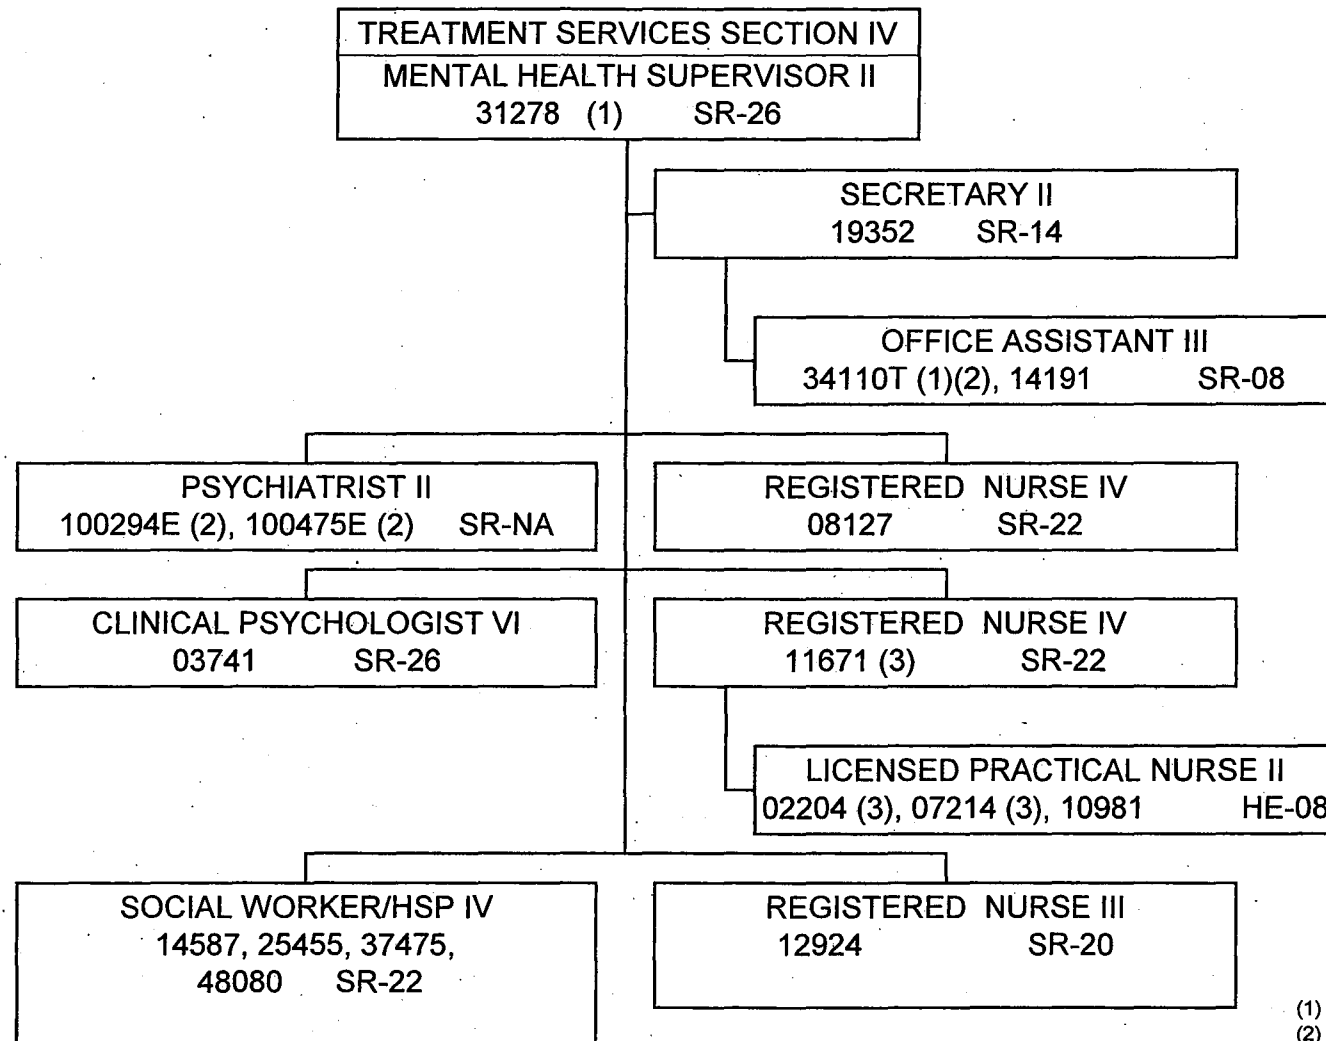 TREATMENT SERVICES SECTION IV
MENTAL HEALTH SUPERVISOR II
31278 (1) SR-26
SECRETARY II
19352 SR-14
OFFICE ASSISTANT III
34110T (1)(2), 14191 SR-08
PSYCHIATRIST II
100294E (2), 100475E (2) SR-NA
REGISTERED NURSE IV
08127 SR-22
CLINICAL PSYCHOLOGIST VI
03741 SR-26
REGISTERED NURSE IV
11671 (3) SR-22
LICENSED PRACTICAL NURSE II
02204 (3), 07214 (3), 10981 HE-08
SOCIAL WORKER/HSP IV
14587, 25455, 37475,
48080 SR-22
REGISTERED NURSE III
12924 SR-20
(1)
(2)